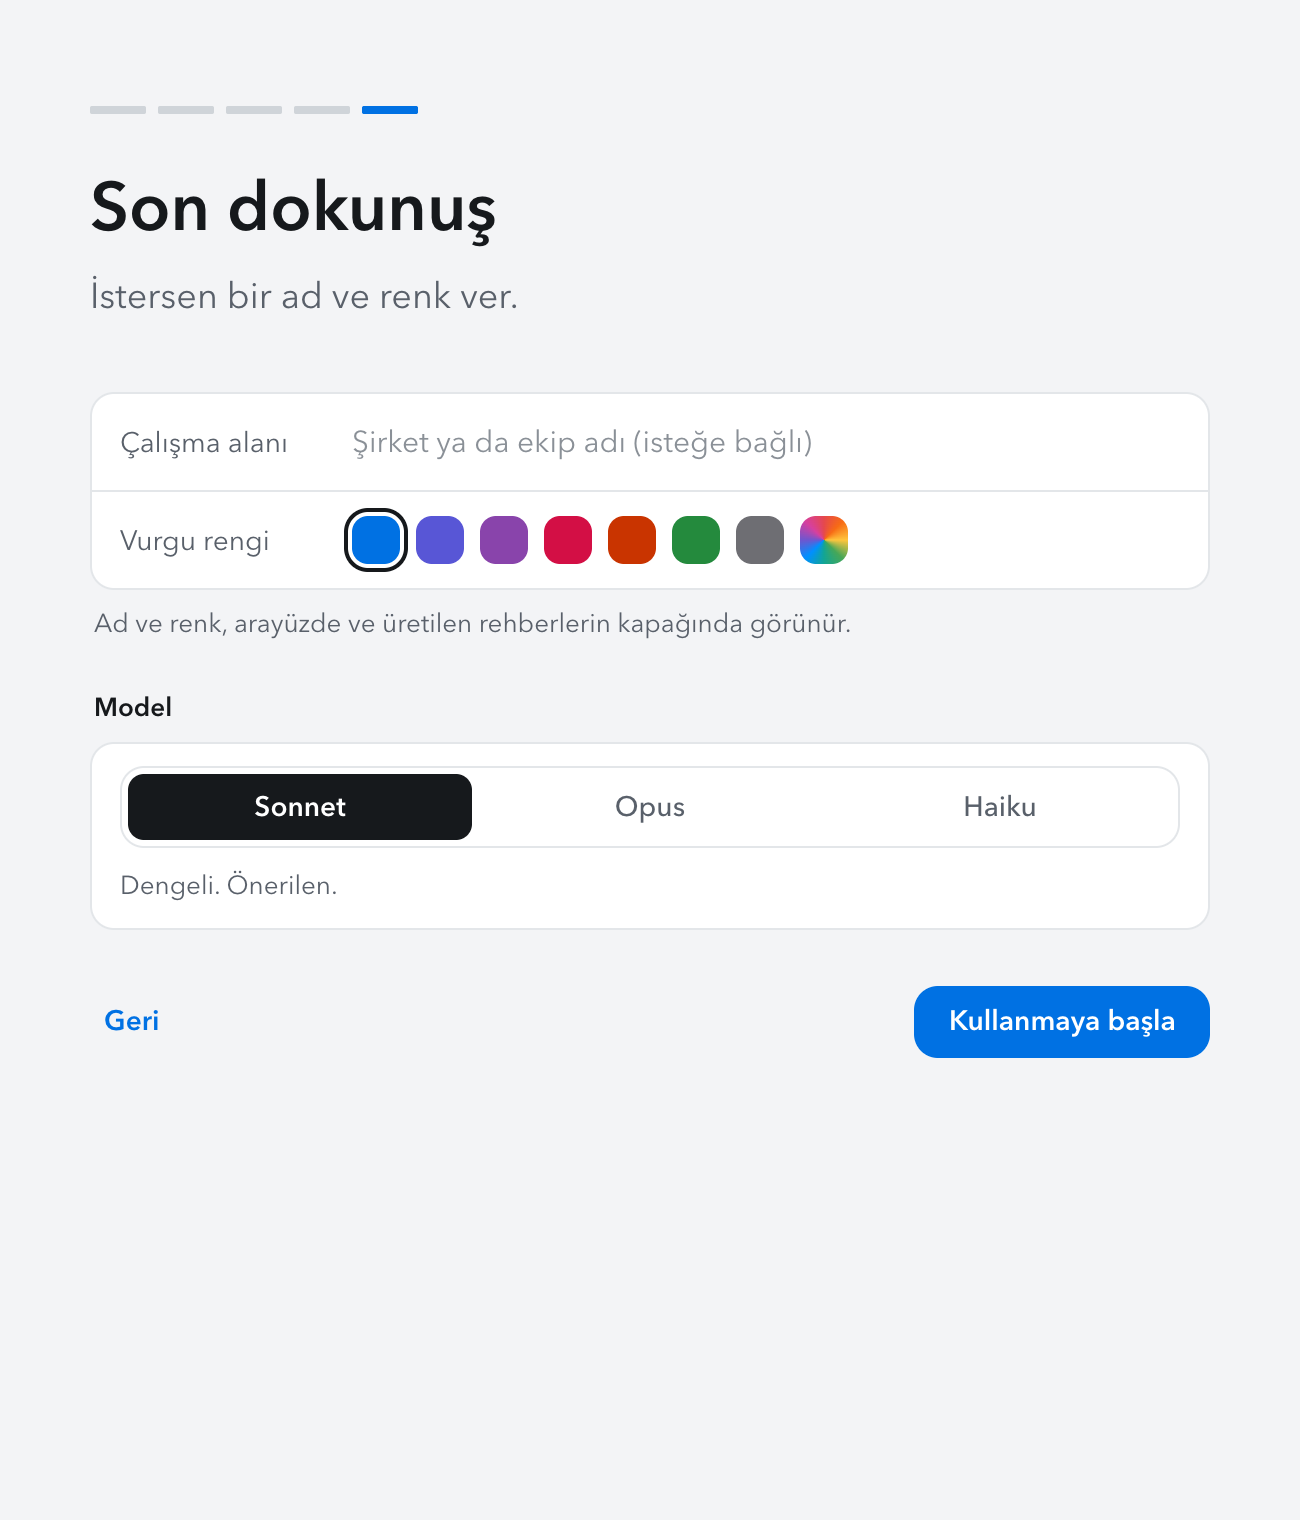 Son dokunuş
İstersen bir ad ve renk ver.
Çalışma alanı
Şirket ya da ekip adı (isteğe bağlı)
Vurgu rengi
Ad ve renk, arayüzde ve üretilen rehberlerin kapağında görünür.
Model
Sonnet
Opus
Haiku
Dengeli. Önerilen.
Geri
Kullanmaya başla